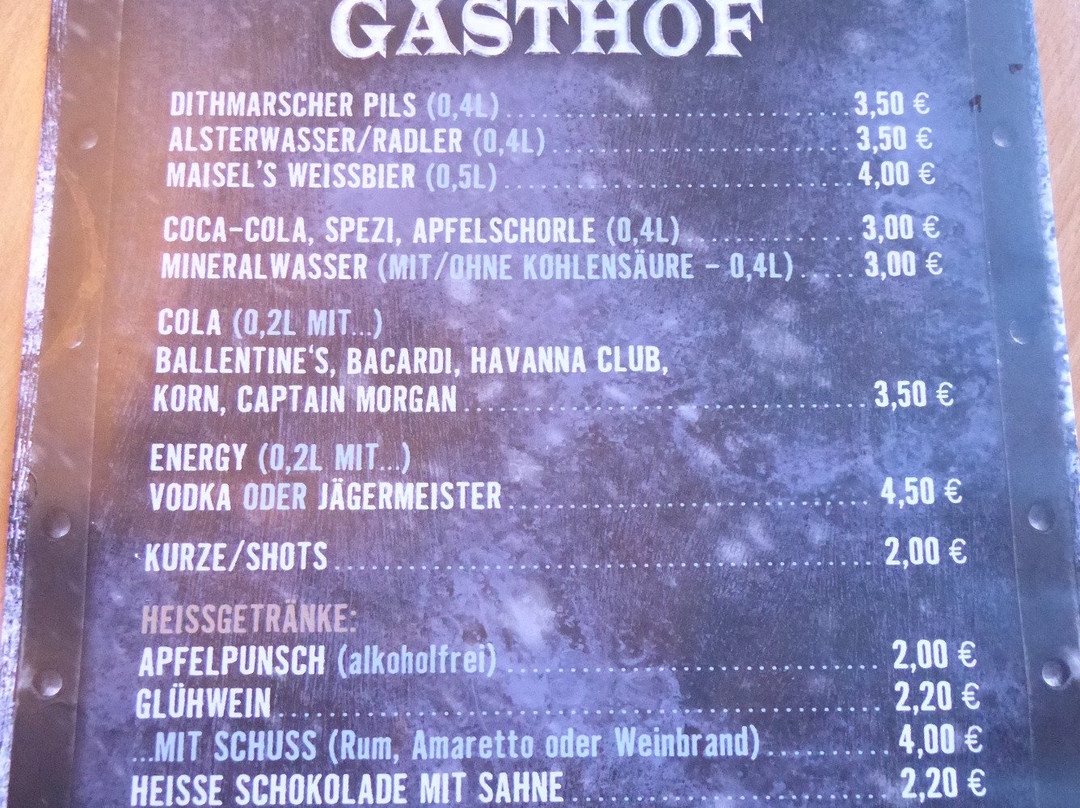 GASTHOF
DITHMARSCHER PILS (0,4L) 3,50 €
ALSTERWASSER/RADLER (0,4L) 3,50 €
MAISEL'S WEISSBIER (0,5L) 4,00 €
COCA-COLA, SPEZI, APFELSCHORLE (0,4L) 3,00 €
MINERALWASSER (MIT/OHNE KOHLENSÄURE - 0,4L) 3,00 €
COLA (0,2L MIT...)
BALLENTINE'S, BACARDI, HAVANNA CLUB,
KORN, CAPTAIN MORGAN 3,50 €
ENERGY (0,2L MIT...)
VODKA ODER JÄGERMEISTER 4,50 €
KURZE/SHOTS 2,00 €
HEISSGETRÄNKE:
APFELPUNSCH (alkoholfrei) 2,00 €
GLÜHWEIN 2,20 €
...MIT SCHUSS (Rum, Amaretto oder Weinbrand) 4,00 €
HEISSE SCHOKOLADE MIT SAHNE 2,20 €